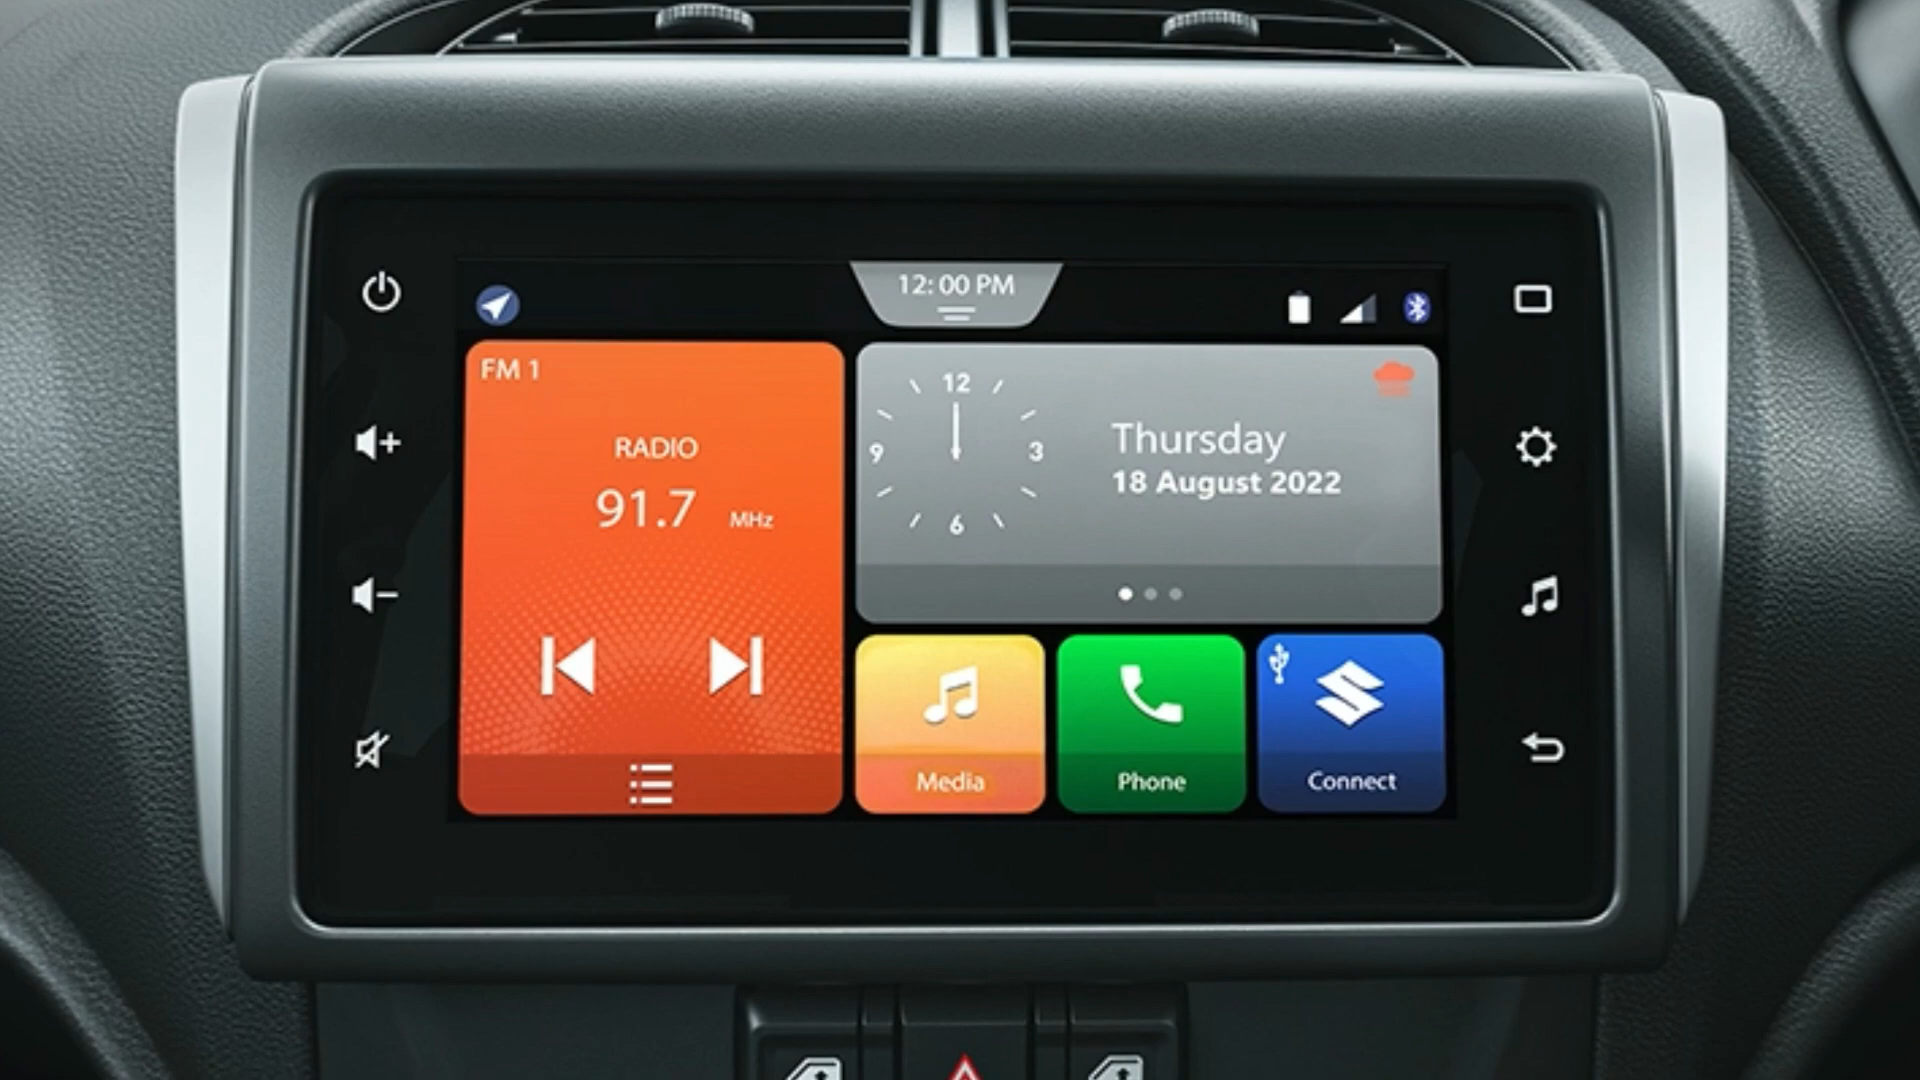 12:00 PM
FM 1
RADIO
91.7 MHz
12
9
3
6
Thursday
18 August 2022
Media
Phone
Connect